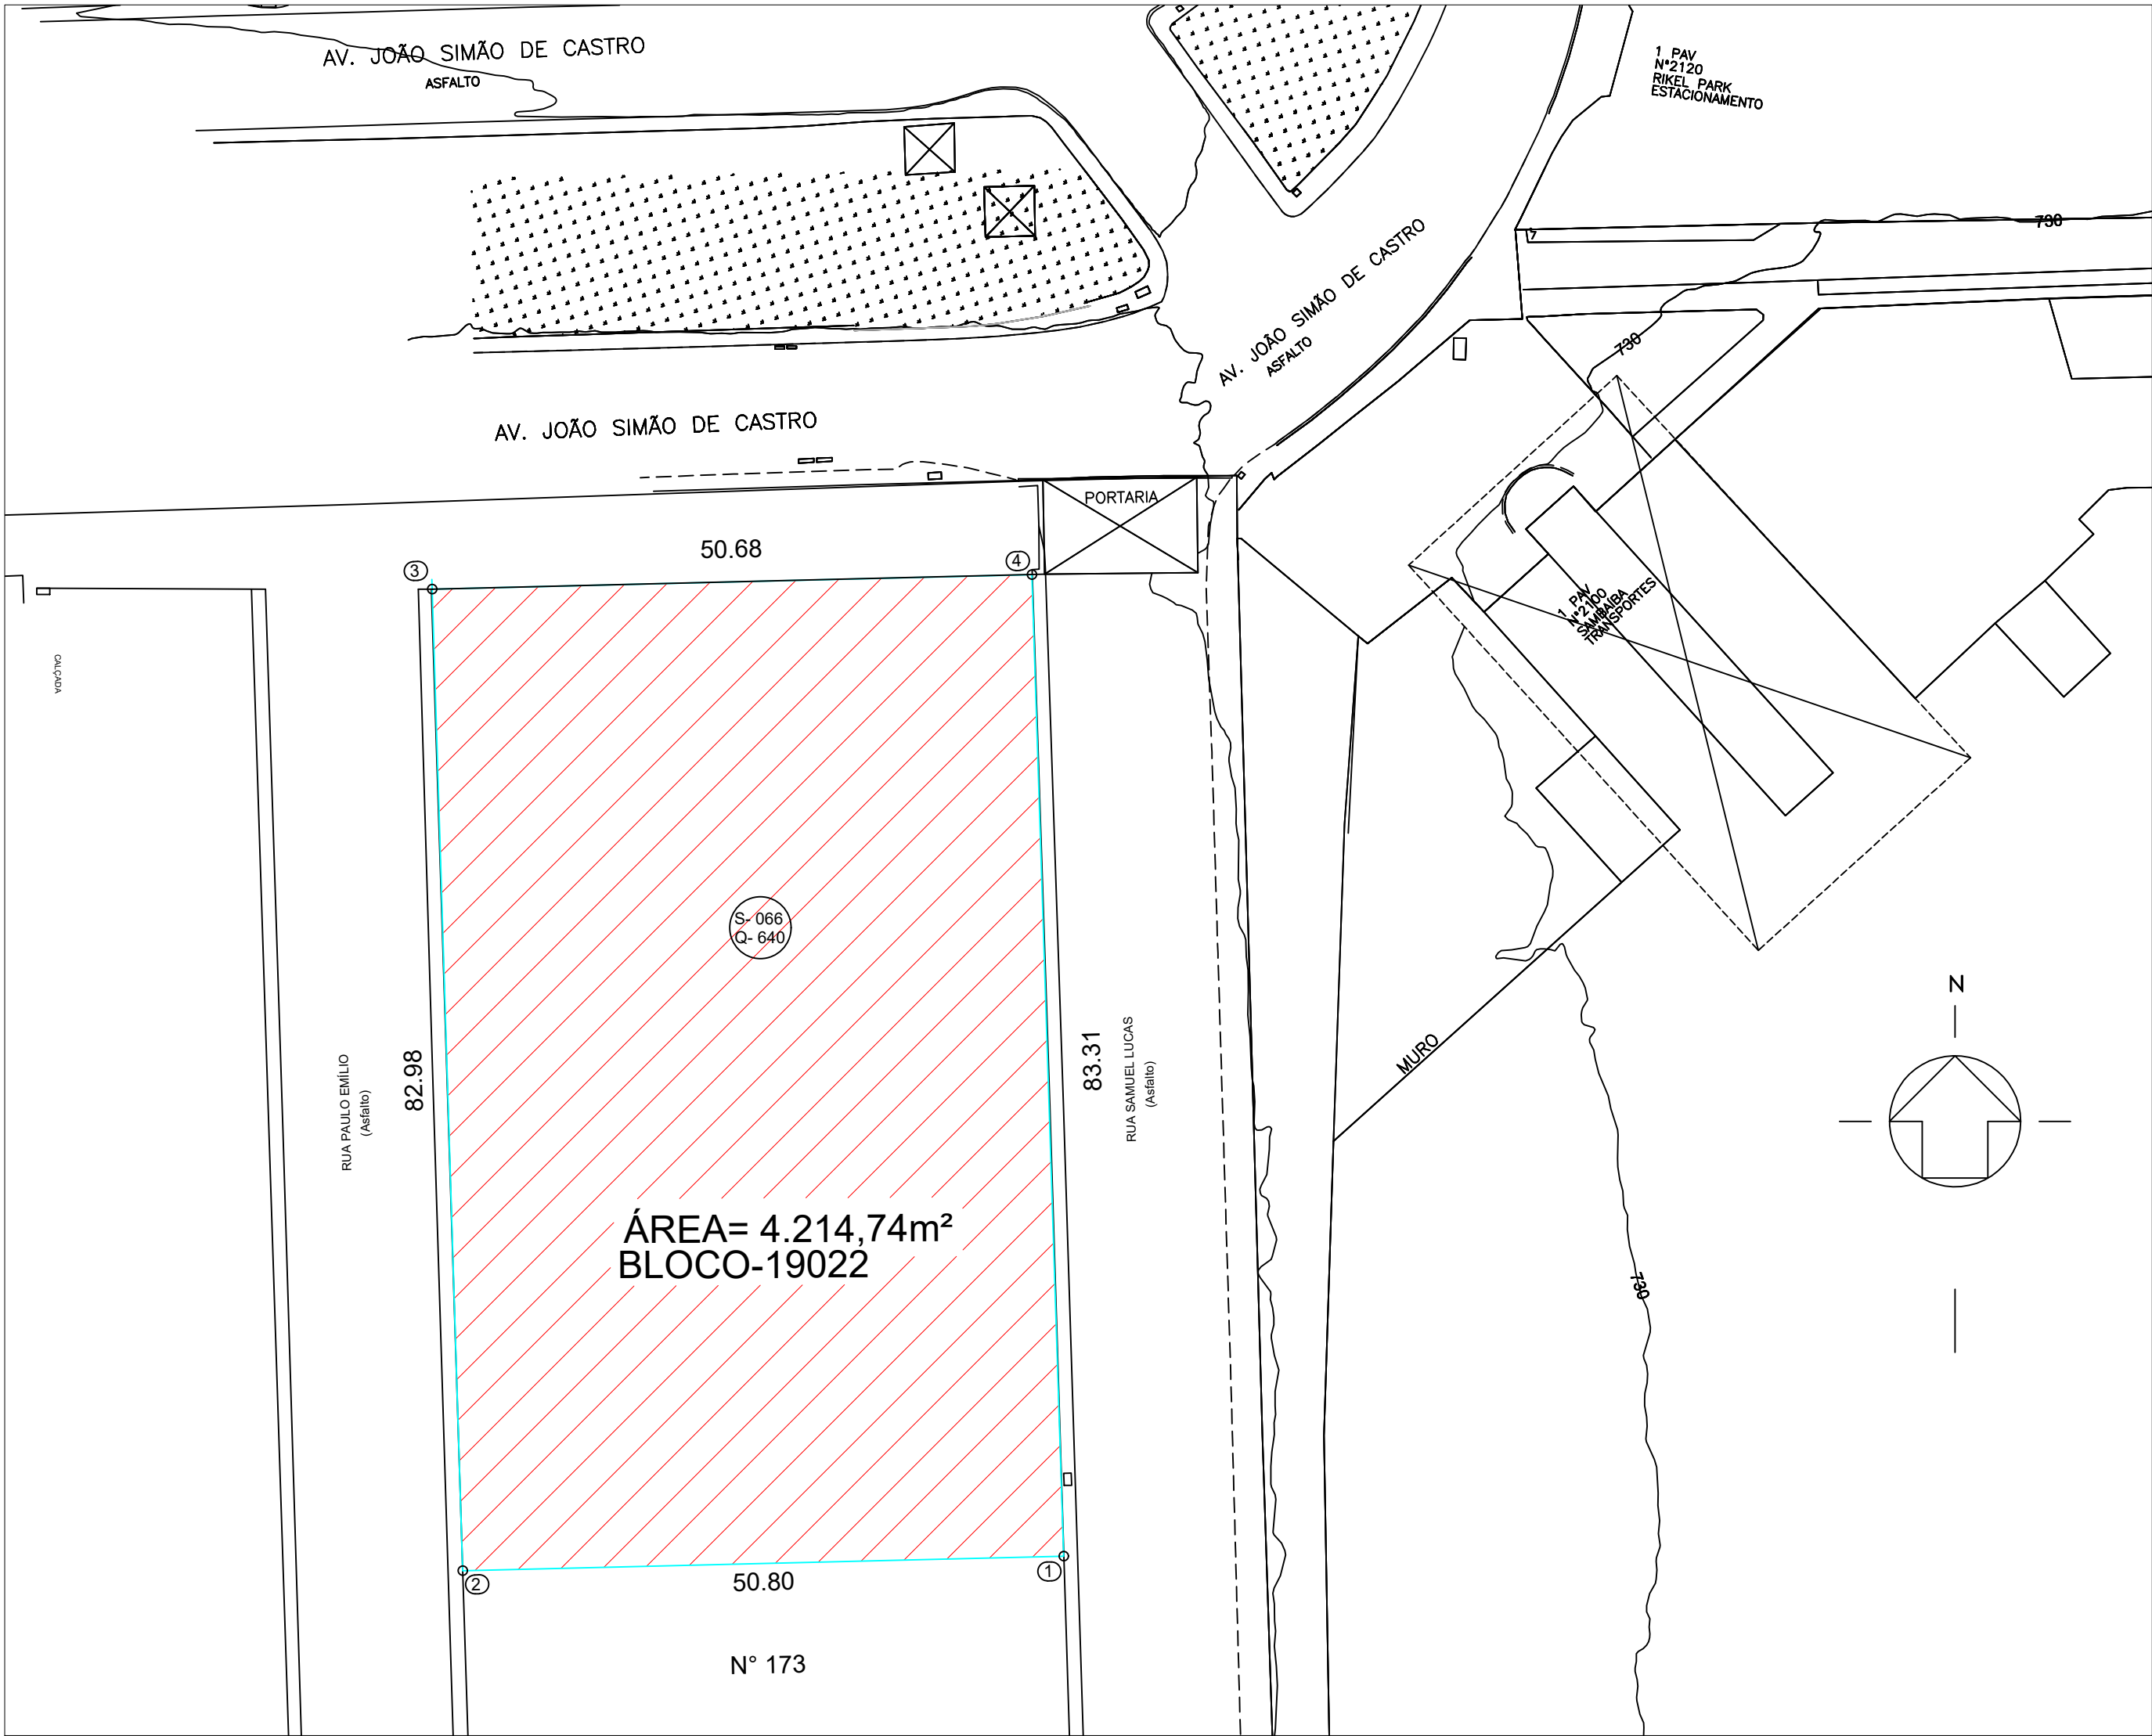 AV. JOÃO SIMÃO DE CASTRO
ASFALTO
1 PAV
N°2120
RIKEL PARK
ESTACIONAMENTO
730
AV. JOÃO SIMÃO DE CASTRO
ASFALTO
730
AV. JOÃO SIMÃO DE CASTRO
PORTARIA
50.68
3
4
1 PAV
N°2100
SAMBAÍBA
TRANSPORTES
CALÇADA
S- 066
Q- 640
N
MURO
82.98
83.31
RUA PAULO EMÍLIO
(Asfalto)
RUA SAMUEL LUCAS
(Asfalto)
ÁREA= 4.214,74m²
BLOCO-19022
730
2
50.80
1
N° 173